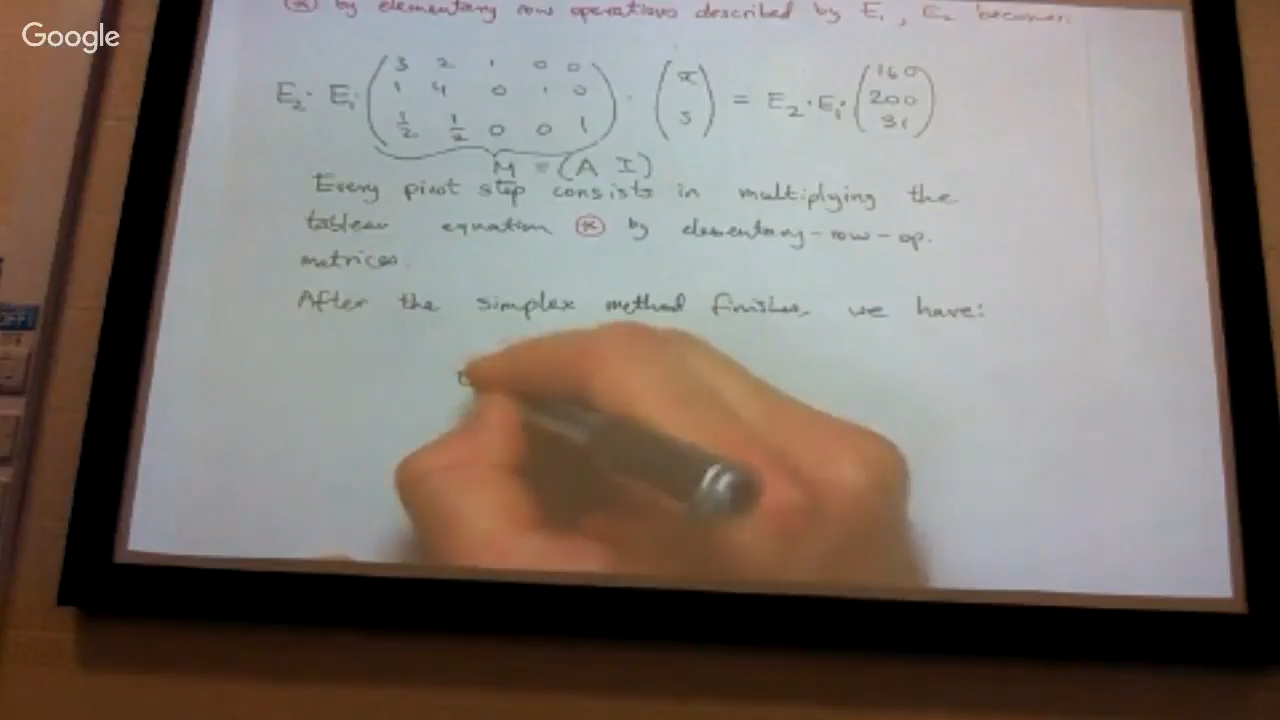 Google
(*) by elementary row operations described by E₁, E₂ becomes:
E₂· E₁· ( 3 2 1 0 0 ) · ( x ) = E₂·E₁· ( 160 )
( 1 4 0 1 0 ) ( 200 )
( 1/2 1/2 0 0 1 ) ( s ) ( 31 )
M = (A I)
Every pivot step consists in multiplying the
tableau equation (*) by elementary-row-op.
matrices.
After the simplex method finishes, we have:
OFF!